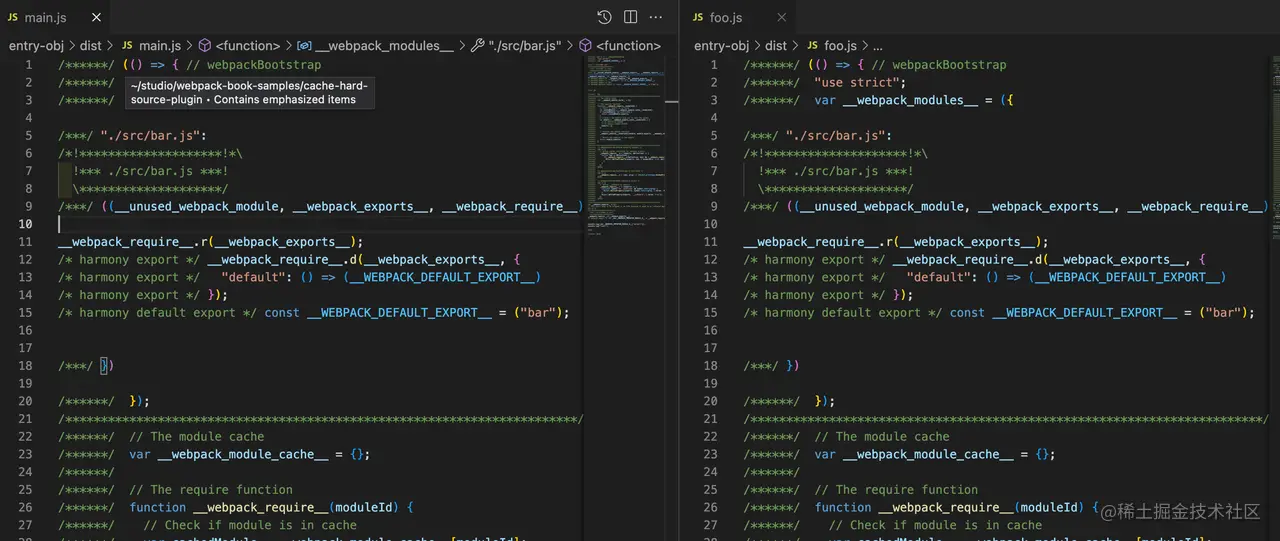 JS main.js ×
entry-obj > dist > JS main.js > <function> > __webpack_modules__ > "./src/bar.js" > <function>
1 /******/ (() => { // webpackBootstrap
2 /******/
3 /******/
~/studio/webpack-book-samples/cache-hard-
source-plugin • Contains emphasized items
4
5 /***/ "./src/bar.js":
6 /*!********************!*\
7   !*** ./src/bar.js ***!
8   \********************/
9 /***/ ((__unused_webpack_module, __webpack_exports__, __webpack_require__)
10
11 __webpack_require__.r(__webpack_exports__);
12 /* harmony export */ __webpack_require__.d(__webpack_exports__, {
13 /* harmony export */   "default": () => (__WEBPACK_DEFAULT_EXPORT__)
14 /* harmony export */ });
15 /* harmony default export */ const __WEBPACK_DEFAULT_EXPORT__ = ("bar");
16
17
18 /***/ })
19
20 /******/  });
21 /************************************************************************/
22 /******/  // The module cache
23 /******/  var __webpack_module_cache__ = {};
24 /******/
25 /******/  // The require function
26 /******/  function __webpack_require__(moduleId) {
27 /******/    // Check if module is in cache
JS foo.js ×
entry-obj > dist > JS foo.js > ...
1 /******/ (() => { // webpackBootstrap
2 /******/  "use strict";
3 /******/  var __webpack_modules__ = ({
4
5 /***/ "./src/bar.js":
6 /*!********************!*\
7   !*** ./src/bar.js ***!
8   \********************/
9 /***/ ((__unused_webpack_module, __webpack_exports__, __webpack_require__)
10
11 __webpack_require__.r(__webpack_exports__);
12 /* harmony export */ __webpack_require__.d(__webpack_exports__, {
13 /* harmony export */   "default": () => (__WEBPACK_DEFAULT_EXPORT__)
14 /* harmony export */ });
15 /* harmony default export */ const __WEBPACK_DEFAULT_EXPORT__ = ("bar");
16
17
18 /***/ })
19
20 /******/  });
21 /************************************************************************/
22 /******/  // The module cache
23 /******/  var __webpack_module_cache__ = {};
24 /******/
25 /******/  // The require function
26 /******/  function __webpack_require__(moduleId) {
27 /******/    // Check if module is in cache
@稀土掘金技术社区